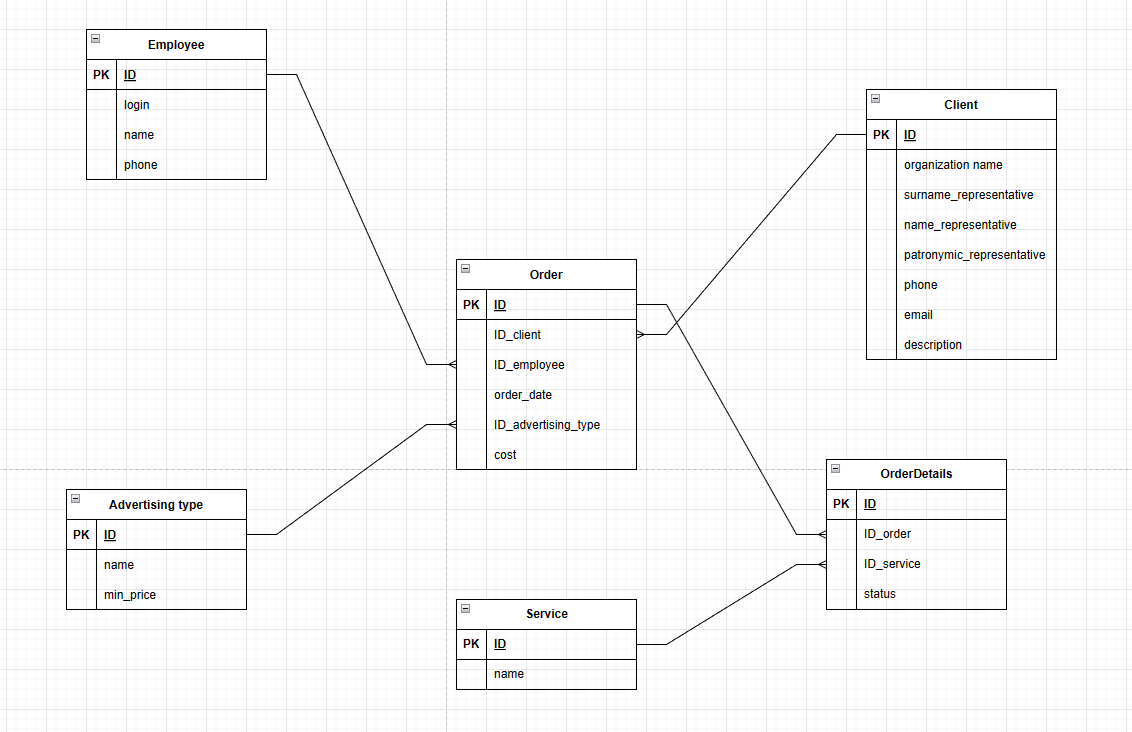 Employee
PK ID
login
name
phone
Client
PK ID
organization name
surname_representative
name_representative
patronymic_representative
phone
email
description
Order
PK ID
ID_client
ID_employee
order_date
ID_advertising_type
cost
Advertising type
PK ID
name
min_price
OrderDetails
PK ID
ID_order
ID_service
status
Service
PK ID
name